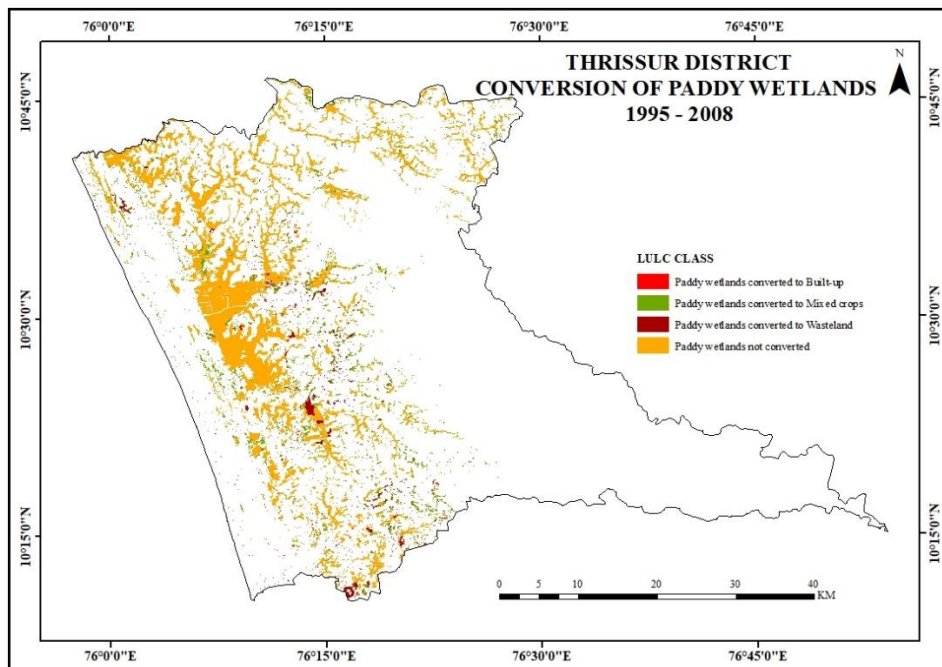 76°0'0"E 76°15'0"E 76°30'0"E 76°45'0"E
THRISSUR DISTRICT
CONVERSION OF PADDY WETLANDS
1995 - 2008
N
10°45'0"N
10°45'0"N
LULC CLASS
Paddy wetlands converted to Built-up
Paddy wetlands converted to Mixed crops
Paddy wetlands converted to Wasteland
Paddy wetlands not converted
10°30'0"N
10°30'0"N
10°15'0"N
10°15'0"N
0 5 10 20 30 40
KM
76°0'0"E 76°15'0"E 76°30'0"E 76°45'0"E